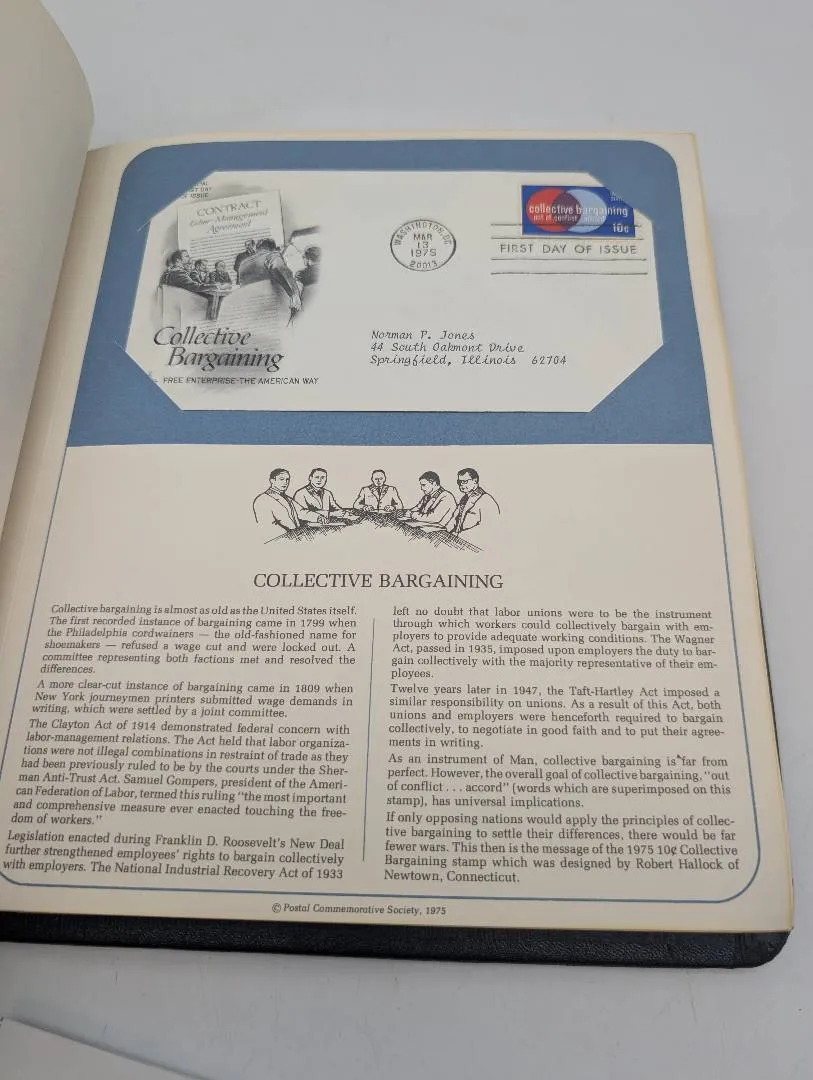 ST DAY
OF ISSUE
CONTRACT
Labor-Management
Agreement
Collective
Bargaining
FREE ENTERPRISE-THE AMERICAN WAY
WASHINGTON, DC
MAR
13
1975
20013
collective bargaining
out of conflict accord
10¢
FIRST DAY OF ISSUE
Norman P. Jones
44 South Oakmont Drive
Springfield, Illinois 62704
COLLECTIVE BARGAINING
Collective bargaining is almost as old as the United States itself.
The first recorded instance of bargaining came in 1799 when
the Philadelphia cordwainers — the old-fashioned name for
shoemakers — refused a wage cut and were locked out. A
committee representing both factions met and resolved the
differences.
A more clear-cut instance of bargaining came in 1809 when
New York journeymen printers submitted wage demands in
writing, which were settled by a joint committee.
The Clayton Act of 1914 demonstrated federal concern with
labor-management relations. The Act held that labor organiza-
tions were not illegal combinations in restraint of trade as they
had been previously ruled to be by the courts under the Sher-
man Anti-Trust Act. Samuel Gompers, president of the Ameri-
can Federation of Labor, termed this ruling "the most important
and comprehensive measure ever enacted touching the free-
dom of workers."
Legislation enacted during Franklin D. Roosevelt's New Deal
further strengthened employees' rights to bargain collectively
with employers. The National Industrial Recovery Act of 1933
left no doubt that labor unions were to be the instrument
through which workers could collectively bargain with em-
ployers to provide adequate working conditions. The Wagner
Act, passed in 1935, imposed upon employers the duty to bar-
gain collectively with the majority representative of their em-
ployees.
Twelve years later in 1947, the Taft-Hartley Act imposed a
similar responsibility on unions. As a result of this Act, both
unions and employers were henceforth required to bargain
collectively, to negotiate in good faith and to put their agree-
ments in writing.
As an instrument of Man, collective bargaining is far from
perfect. However, the overall goal of collective bargaining, "out
of conflict . . . accord" (words which are superimposed on this
stamp), has universal implications.
If only opposing nations would apply the principles of collec-
tive bargaining to settle their differences, there would be far
fewer wars. This then is the message of the 1975 10¢ Collective
Bargaining stamp which was designed by Robert Hallock of
Newtown, Connecticut.
© Postal Commemorative Society, 1975